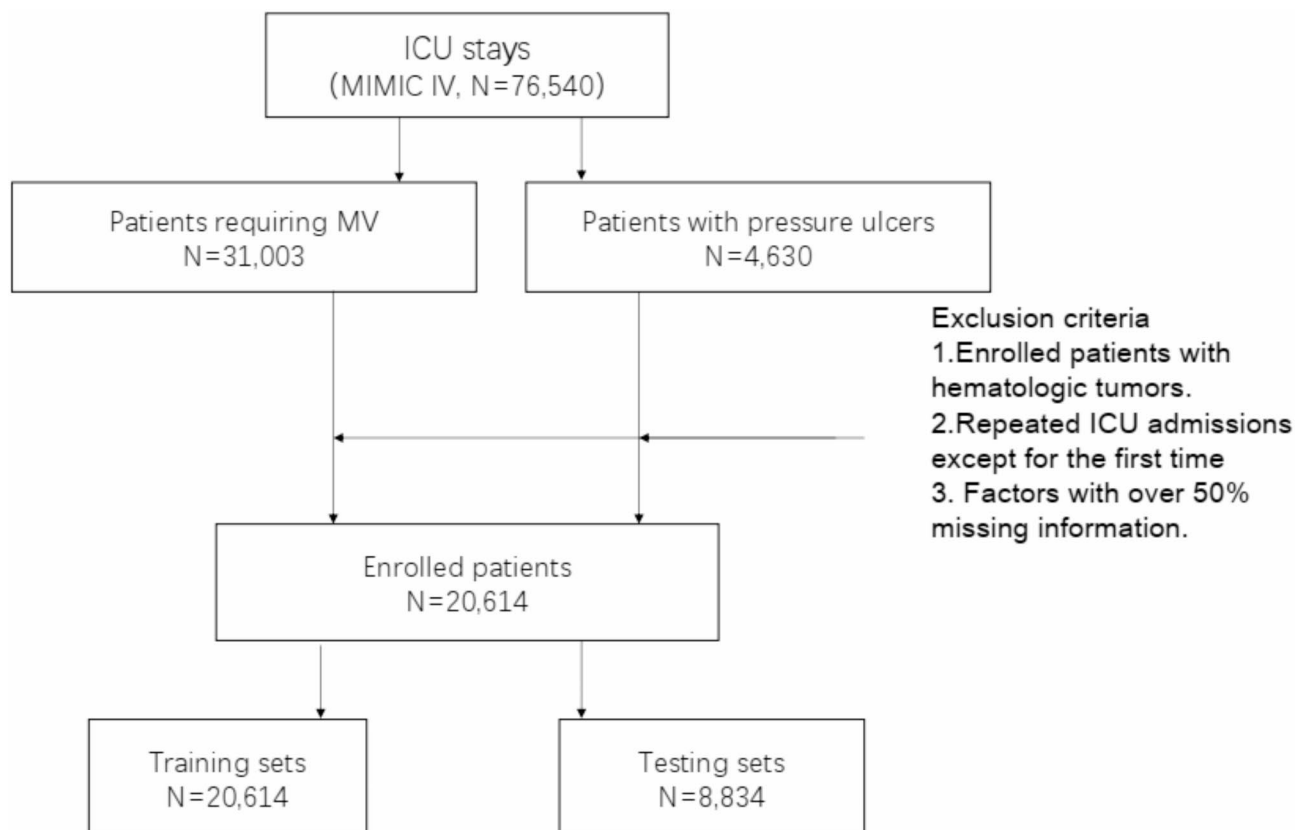 ICU stays
(MIMIC IV, N=76,540)
Patients requiring MV
N=31,003
Patients with pressure ulcers
N=4,630
Exclusion criteria
1.Enrolled patients with
hematologic tumors.
2.Repeated ICU admissions
except for the first time
3. Factors with over 50%
missing information.
Enrolled patients
N=20,614
Training sets
N=20,614
Testing sets
N=8,834